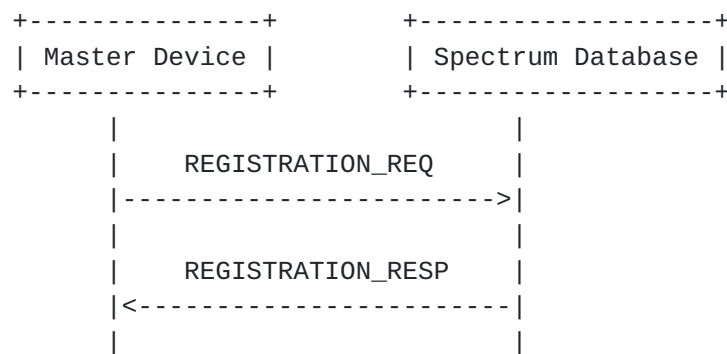 Master Device Spectrum Database
REGISTRATION_REQ
REGISTRATION_RESP